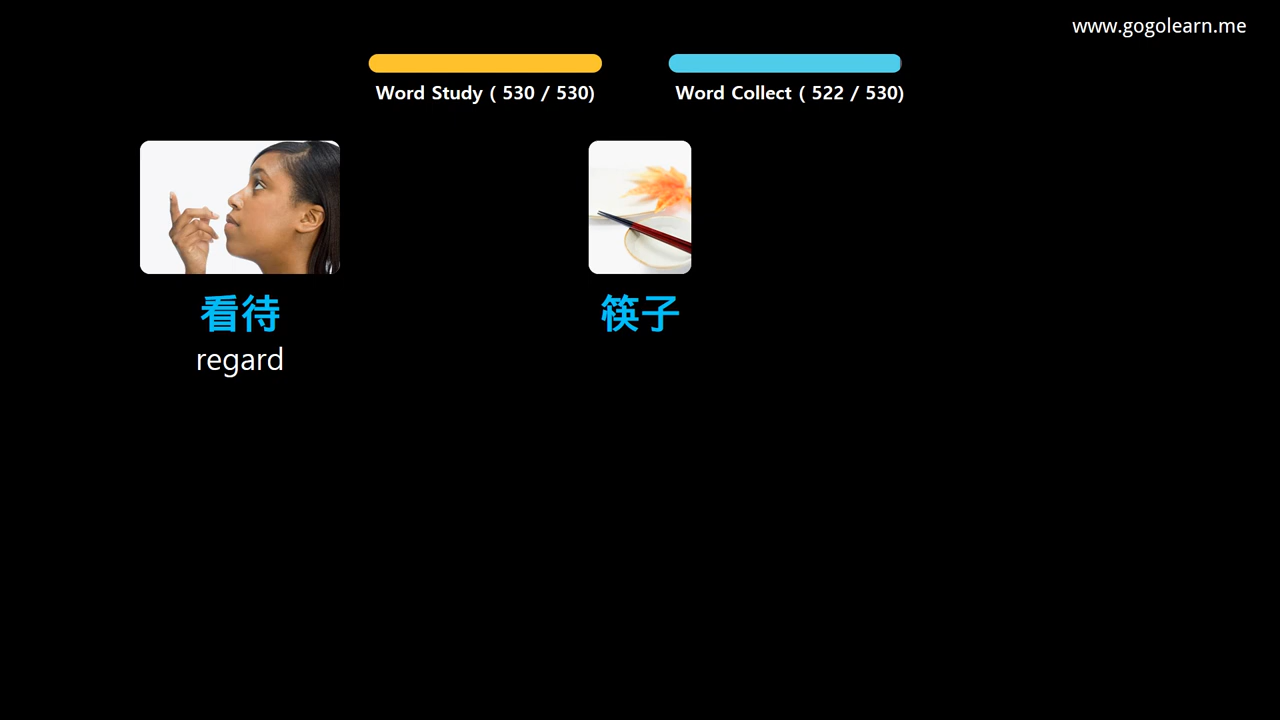 www.gogolearn.me
Word Study ( 530 / 530)
Word Collect ( 522 / 530)
看待
regard
筷子